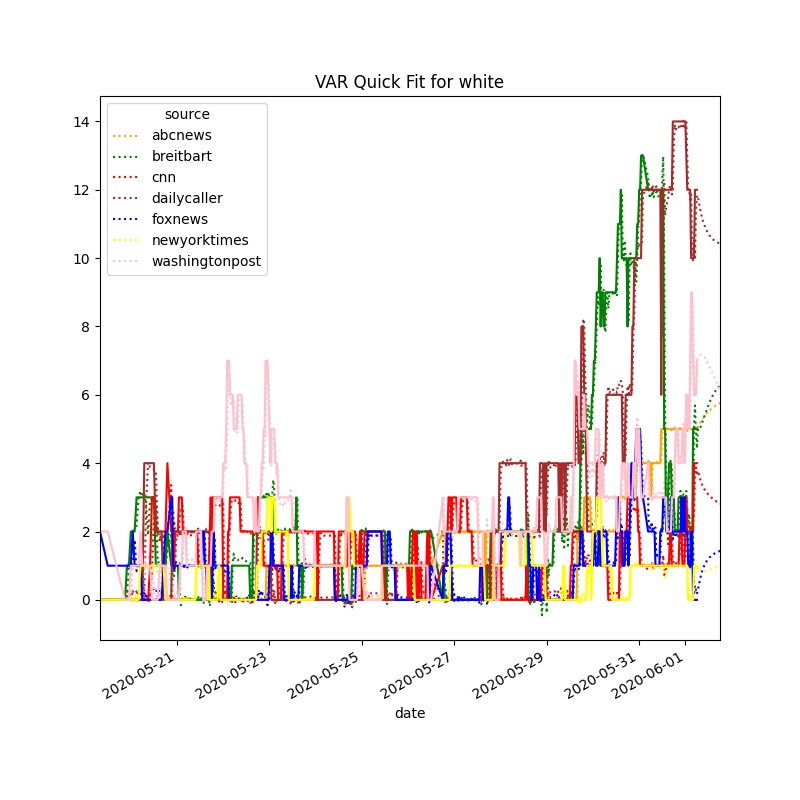 VAR Quick Fit for white
source
abcnews
breitbart
cnn
dailycaller
foxnews
newyorktimes
washingtonpost
14
12
10
8
6
4
2
0
2020-05-21
2020-05-23
2020-05-25
2020-05-27
2020-05-29
2020-05-31
2020-06-01
date